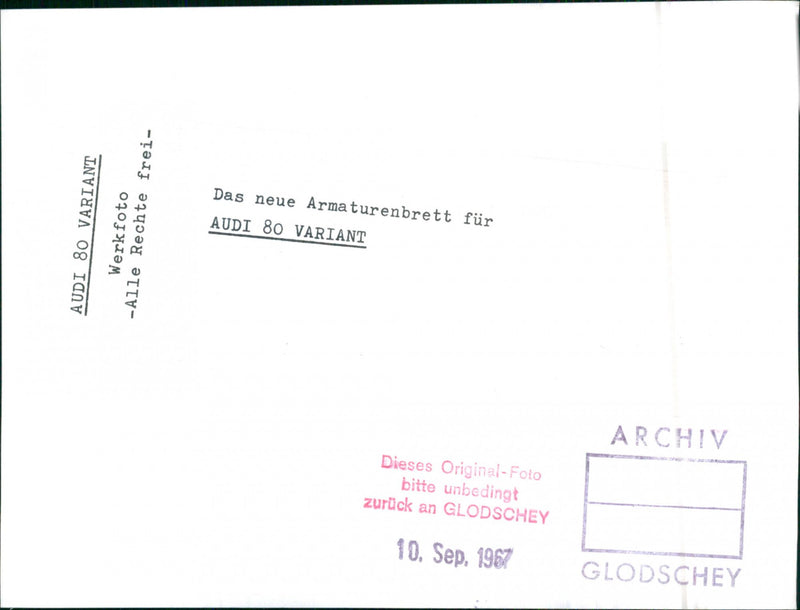 AUDI 80 VARIANT
Werkfoto
-Alle Rechte frei-
Das neue Armaturenbrett für
AUDI 80 VARIANT
Dieses Original-Foto
bitte unbedingt
zurück an GLODSCHEY
10. Sep. 1967
ARCHIV
GLODSCHEY